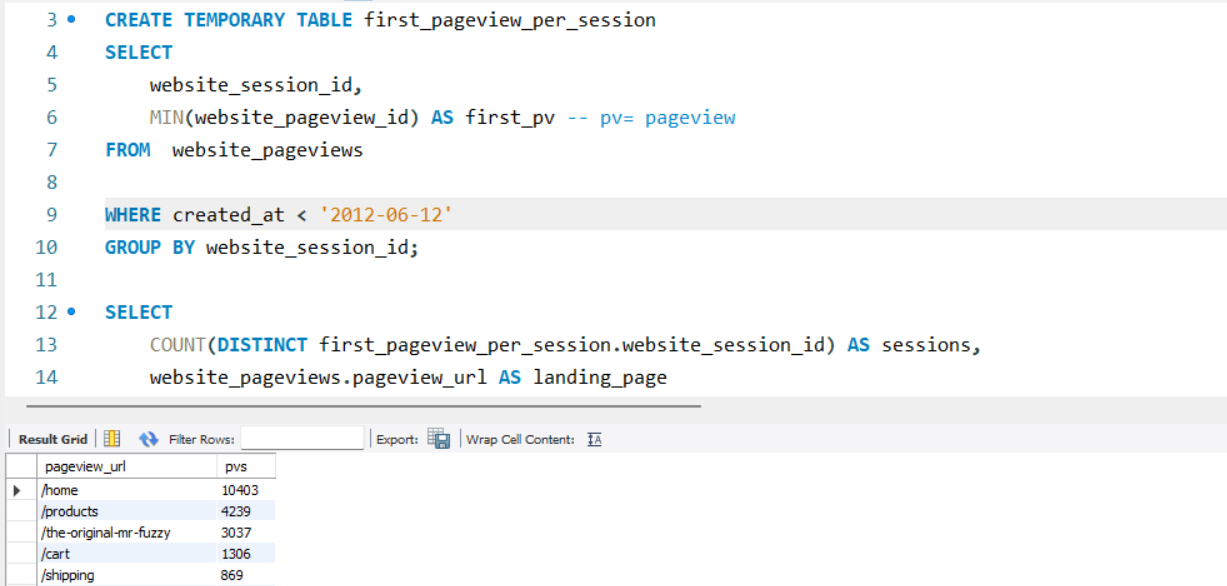 3 CREATE TEMPORARY TABLE first_pageview_per_session
4 SELECT
5 website_session_id,
6 MIN(website_pageview_id) AS first_pv -- pv= pageview
7 FROM  website_pageviews
8
9 WHERE created_at < '2012-06-12'
10 GROUP BY website_session_id;
11
12 SELECT
13 COUNT(DISTINCT first_pageview_per_session.website_session_id) AS sessions,
14 website_pageviews.pageview_url AS landing_page
Result Grid Filter Rows: Export: Wrap Cell Content: IA
pageview_url pvs
/home 10403
/products 4239
/the-original-mr-fuzzy 3037
/cart 1306
/shipping 869